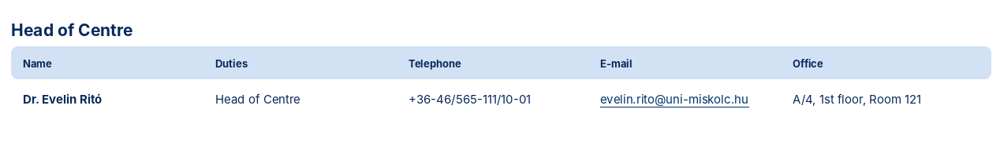 Head of Centre
Name Duties Telephone E-mail Office
Dr. Evelin Ritó Head of Centre +36-46/565-111/10-01 evelin.rito@uni-miskolc.hu A/4, 1st floor, Room 121